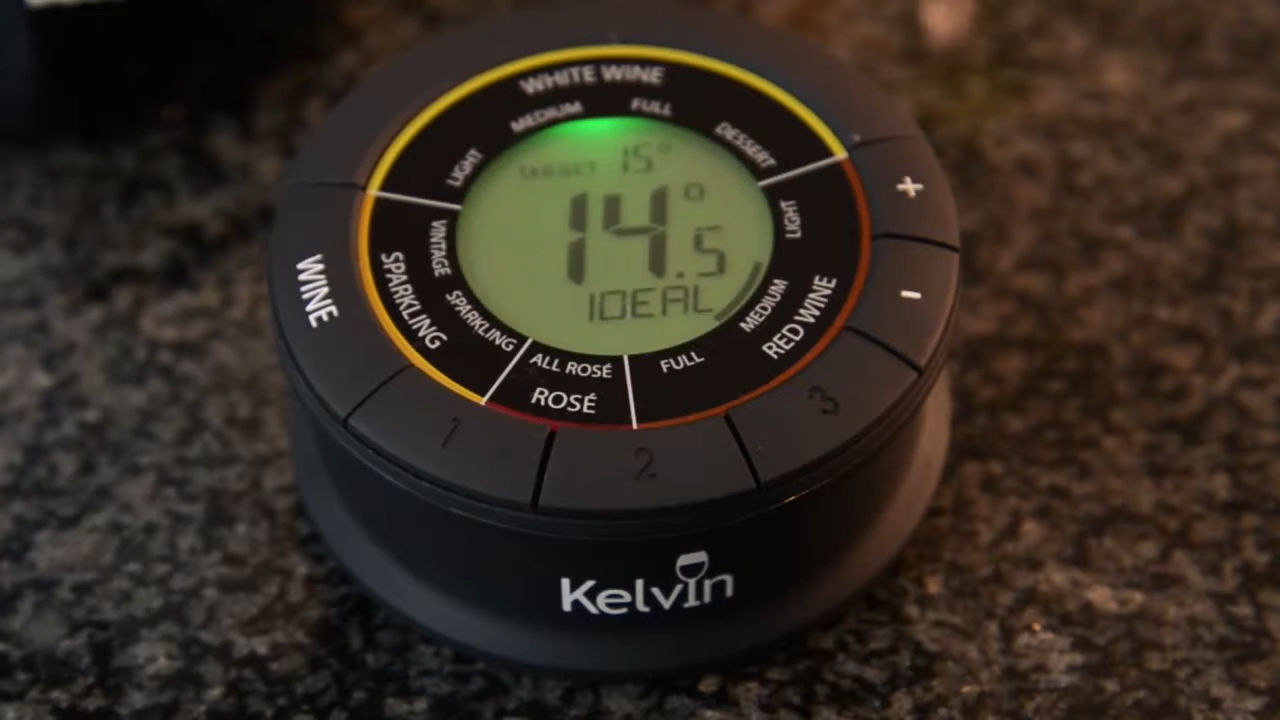 WHITE WINE
LIGHT
MEDIUM
FULL
DESSERT
TARGET 15°
14.5°
IDEAL
VINTAGE
SPARKLING
SPARKLING
ALL ROSÉ
ROSÉ
LIGHT
MEDIUM
FULL
RED WINE
WINE
+
-
1
2
3
Kelvin